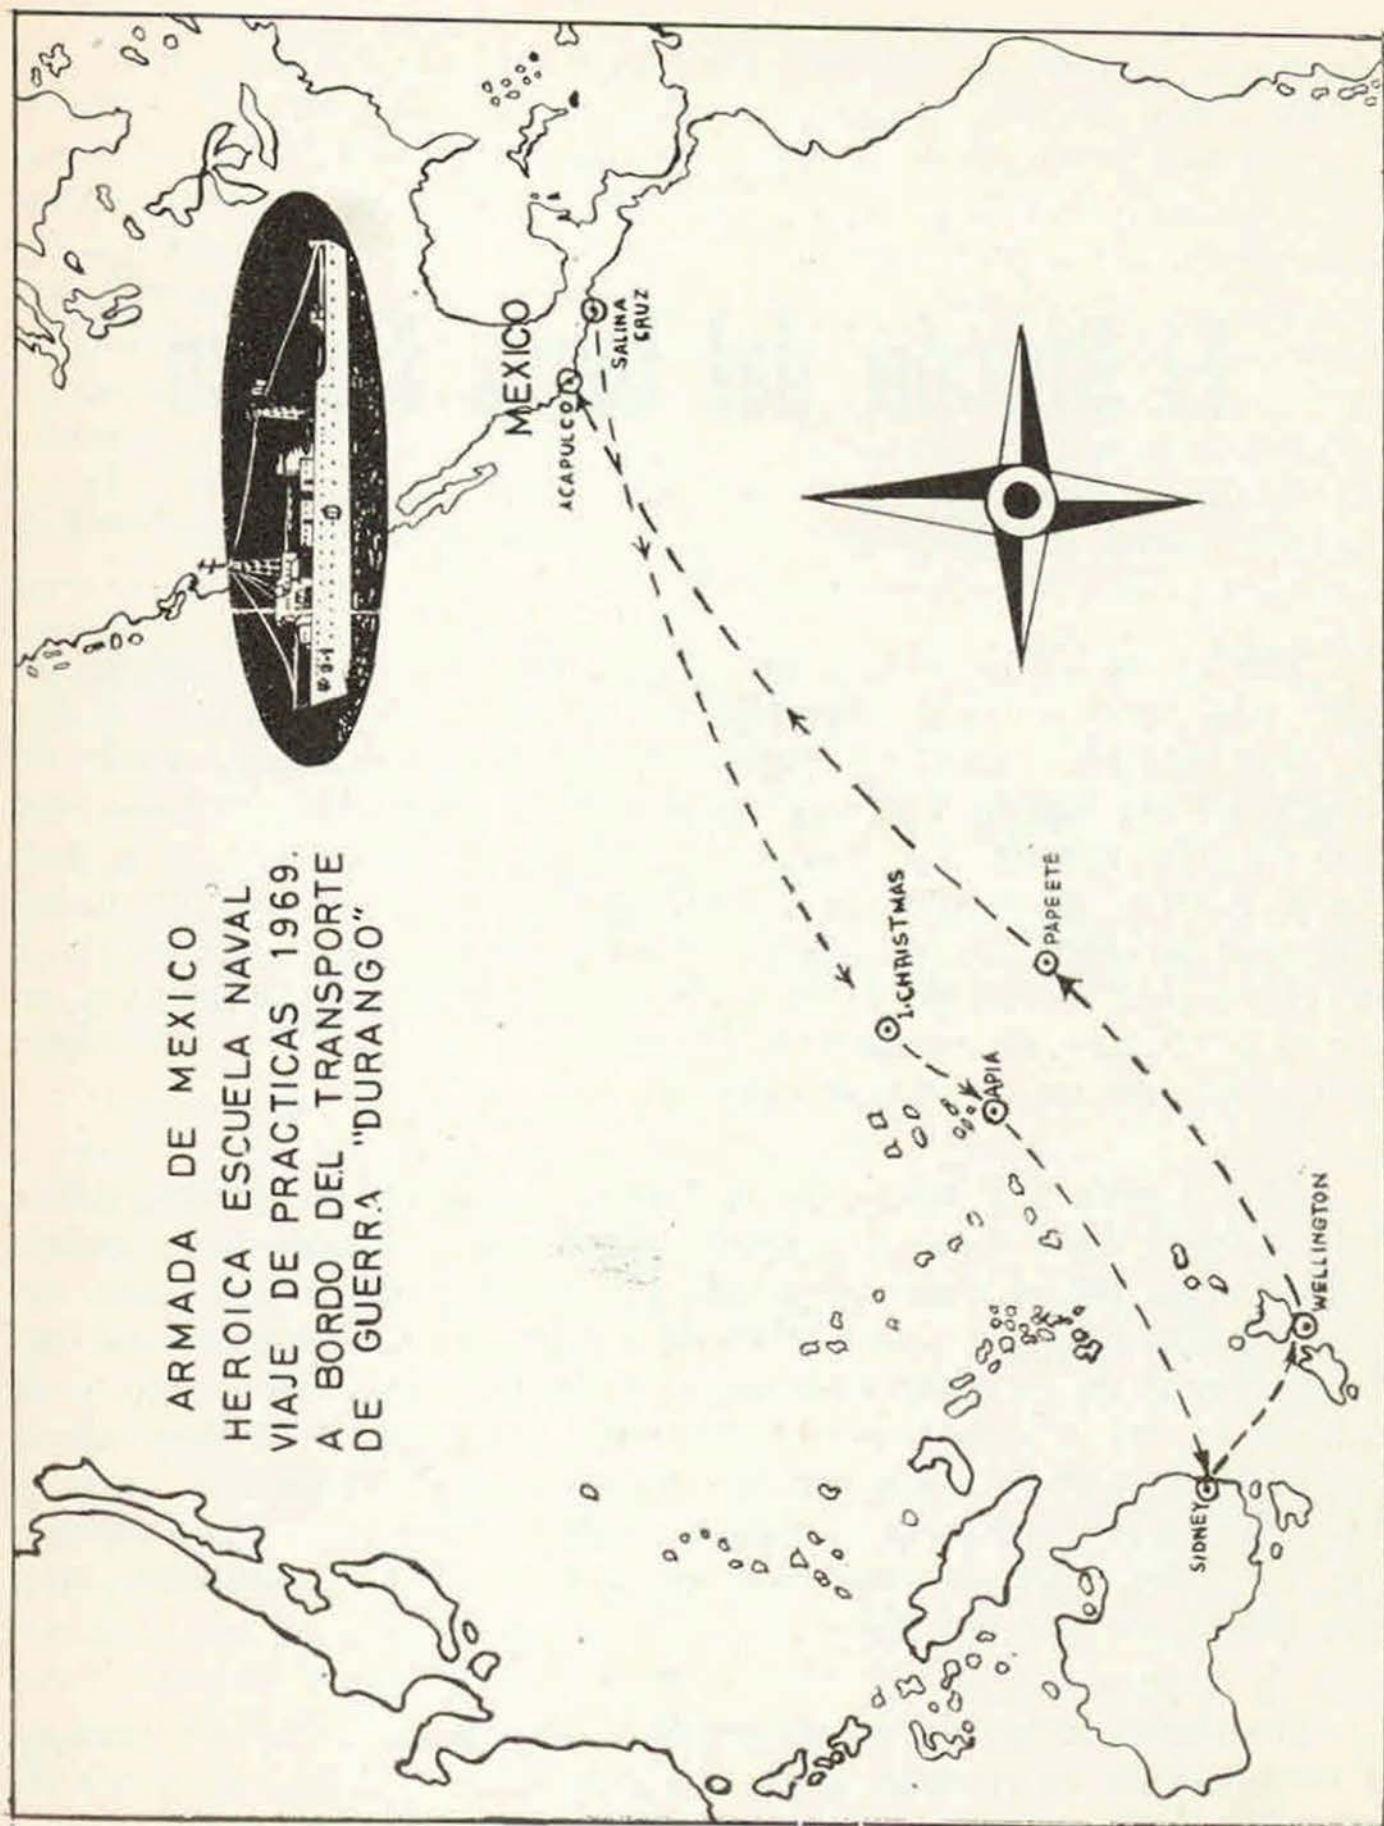 ARMADA DE MEXICO
HEROICA ESCUELA NAVAL
VIAJE DE PRACTICAS 1969.
A BORDO DEL TRANSPORTE
DE GUERRA "DURANGO"
MEXICO
ACAPULCO
SALINA
CRUZ
I. CHRISTMAS
APIA
PAPEETE
SIDNEY
WELLINGTON